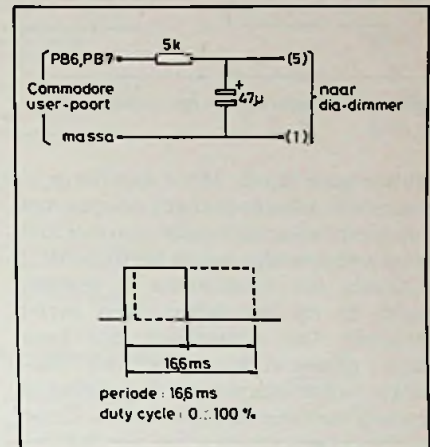 5k
PB6,PB7
(5)
Commodore
user-poort
+
47µ
naar
dia-dimmer
massa
(1)
16,6 ms
periode : 16,6 ms
duty cycle : 0...100 %